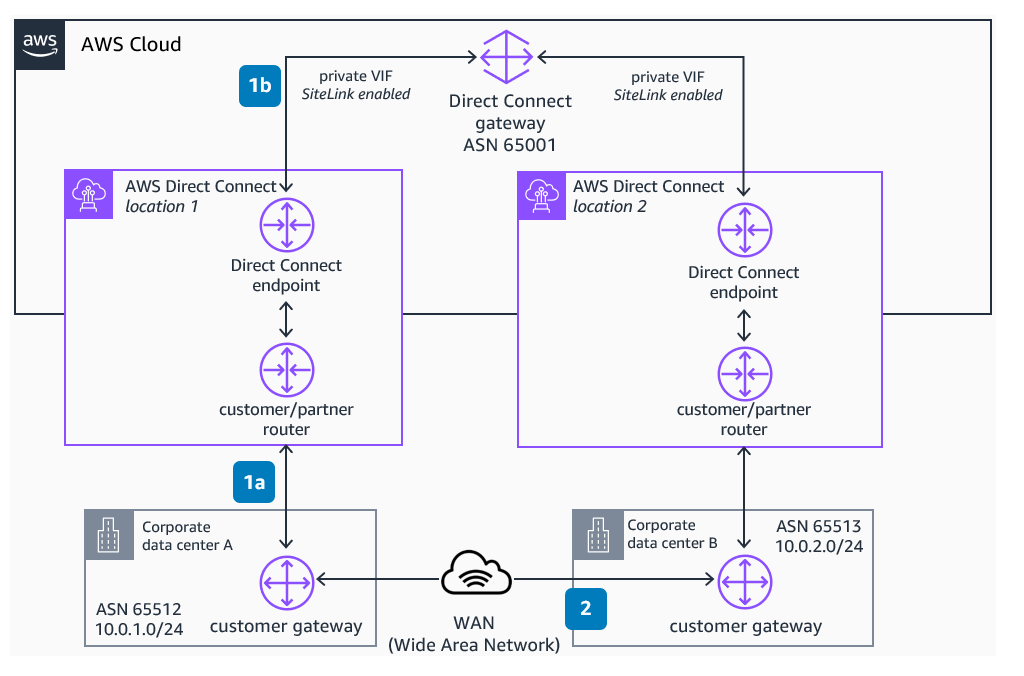 aws
AWS Cloud
1b
private VIF
SiteLink enabled
private VIF
SiteLink enabled
Direct Connect
gateway
ASN 65001
AWS Direct Connect
location 1
Direct Connect
endpoint
customer/partner
router
AWS Direct Connect
location 2
Direct Connect
endpoint
customer/partner
router
1a
Corporate
data center A
ASN 65512
10.0.1.0/24
customer gateway
WAN
(Wide Area Network)
2
Corporate
data center B
ASN 65513
10.0.2.0/24
customer gateway